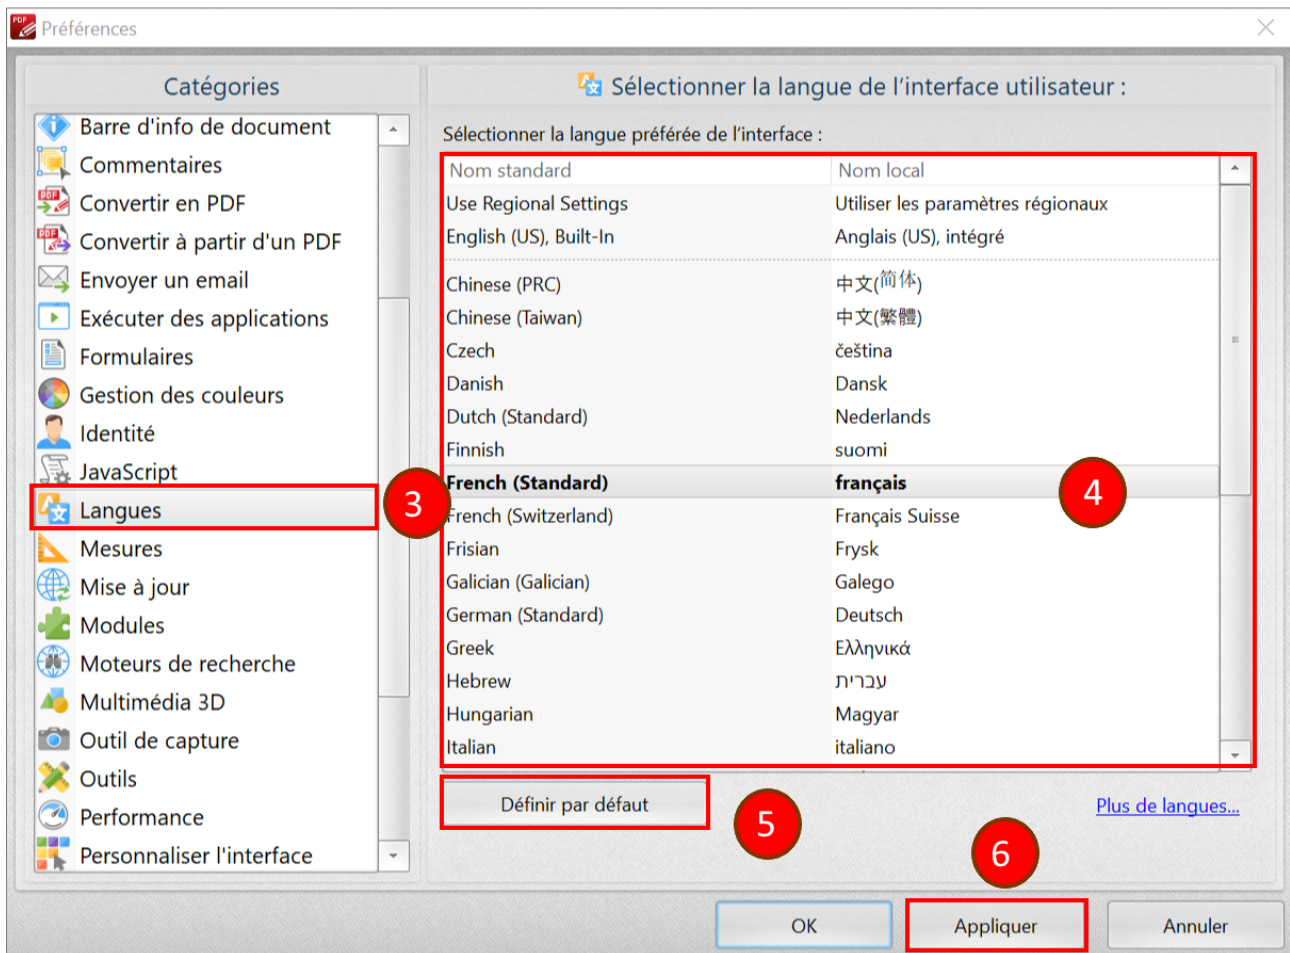 Préférences
Catégories
Barre d'info de document
Commentaires
Convertir en PDF
Convertir à partir d'un PDF
Envoyer un email
Exécuter des applications
Formulaires
Gestion des couleurs
Identité
JavaScript
Langues
Mesures
Mise à jour
Modules
Moteurs de recherche
Multimédia 3D
Outil de capture
Outils
Performance
Personnaliser l'interface
3
Sélectionner la langue de l’interface utilisateur :
Sélectionner la langue préférée de l’interface :
Nom standard Nom local
Use Regional Settings Utiliser les paramètres régionaux
English (US), Built-In Anglais (US), intégré
Chinese (PRC) 中文(简体)
Chinese (Taiwan) 中文(繁體)
Czech čeština
Danish Dansk
Dutch (Standard) Nederlands
Finnish suomi
French (Standard) français
4
French (Switzerland) Français Suisse
Frisian Frysk
Galician (Galician) Galego
German (Standard) Deutsch
Greek Ελληνικά
Hebrew עברית
Hungarian Magyar
Italian italiano
Définir par défaut
5
Plus de langues...
6
OK
Appliquer
Annuler